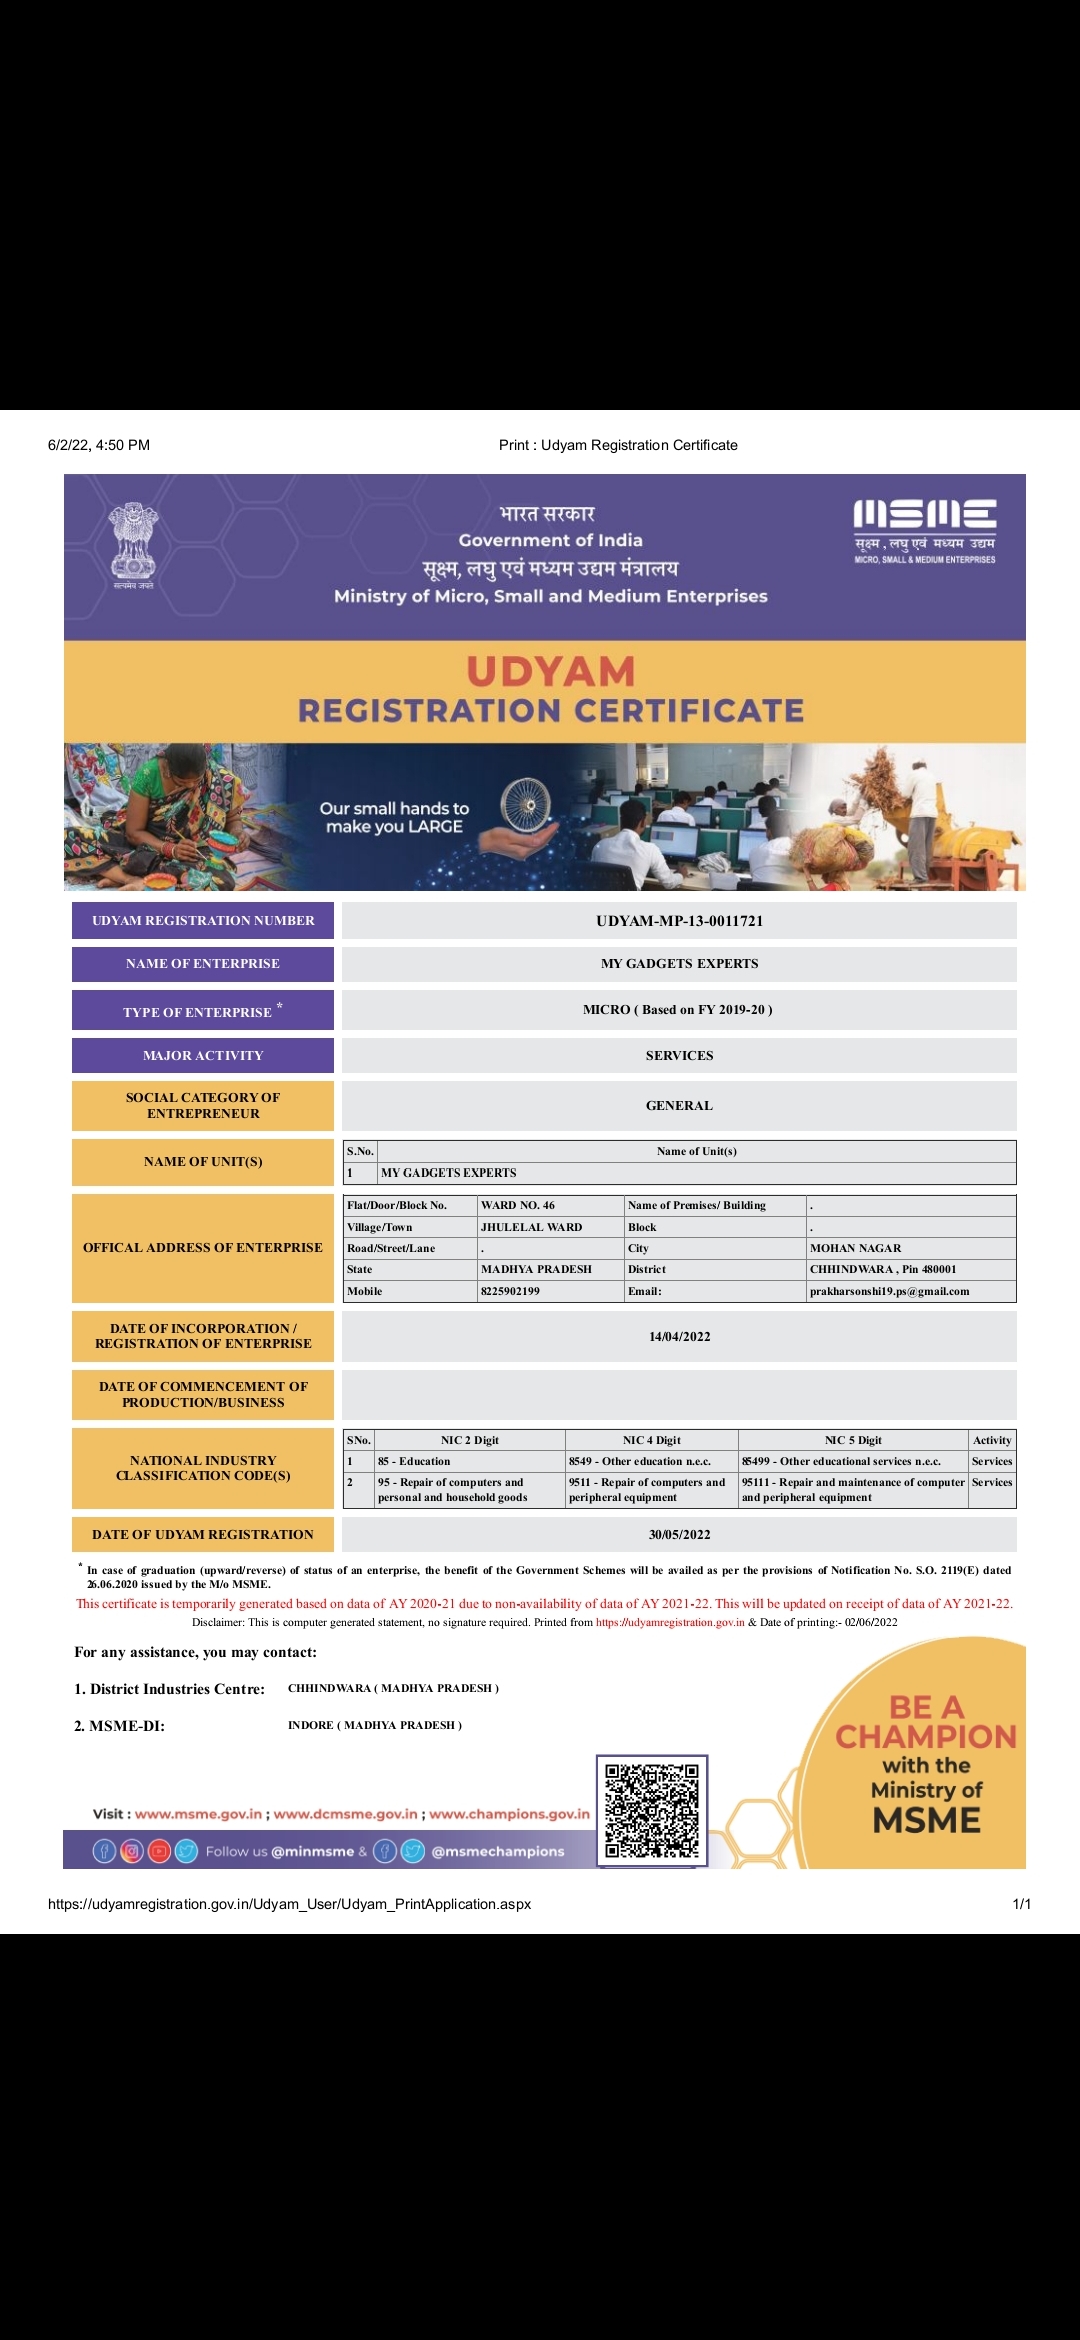 6/2/22, 4:50 PM Print : Udyam Registration Certificate
भारत सरकार
Government of India
सूक्ष्म, लघु एवं मध्यम उद्यम मंत्रालय
Ministry of Micro, Small and Medium Enterprises
सत्यमेव जयते
MSME
सूक्ष्म , लघु एवं मध्यम उद्यम
MICRO, SMALL & MEDIUM ENTERPRISES
UDYAM
REGISTRATION CERTIFICATE
Our small hands to
make you LARGE
UDYAM REGISTRATION NUMBER UDYAM-MP-13-0011721
NAME OF ENTERPRISE MY GADGETS EXPERTS
TYPE OF ENTERPRISE * MICRO ( Based on FY 2019-20 )
MAJOR ACTIVITY SERVICES
SOCIAL CATEGORY OF
ENTREPRENEUR
GENERAL
NAME OF UNIT(S)
S.No. Name of Unit(s)
1 MY GADGETS EXPERTS
OFFICAL ADDRESS OF ENTERPRISE
Flat/Door/Block No. WARD NO. 46 Name of Premises/ Building .
Village/Town JHULELAL WARD Block .
Road/Street/Lane . City MOHAN NAGAR
State MADHYA PRADESH District CHHINDWARA , Pin 480001
Mobile 8225902199 Email: prakharsonshi19.ps@gmail.com
DATE OF INCORPORATION /
REGISTRATION OF ENTERPRISE
14/04/2022
DATE OF COMMENCEMENT OF
PRODUCTION/BUSINESS
NATIONAL INDUSTRY
CLASSIFICATION CODE(S)
SNo. NIC 2 Digit NIC 4 Digit NIC 5 Digit Activity
1 85 - Education 8549 - Other education n.e.c. 85499 - Other educational services n.e.c. Services
2 95 - Repair of computers and 9511 - Repair of computers and 95111 - Repair and maintenance of computer Services
personal and household goods peripheral equipment and peripheral equipment
DATE OF UDYAM REGISTRATION 30/05/2022
* In case of graduation (upward/reverse) of status of an enterprise, the benefit of the Government Schemes will be availed as per the provisions of Notification No. S.O. 2119(E) dated
26.06.2020 issued by the M/o MSME.
This certificate is temporarily generated based on data of AY 2020-21 due to non-availability of data of AY 2021-22. This will be updated on receipt of data of AY 2021-22.
Disclaimer: This is computer generated statement, no signature required. Printed from https://udyamregistration.gov.in & Date of printing:- 02/06/2022
For any assistance, you may contact:
1. District Industries Centre: CHHINDWARA ( MADHYA PRADESH )
2. MSME-DI: INDORE ( MADHYA PRADESH )
BE A
CHAMPION
with the
Ministry of
MSME
Visit : www.msme.gov.in ; www.dcmsme.gov.in ; www.champions.gov.in
Follow us @minmsme & @msmechampions
https://udyamregistration.gov.in/Udyam_User/Udyam_PrintApplication.aspx 1/1